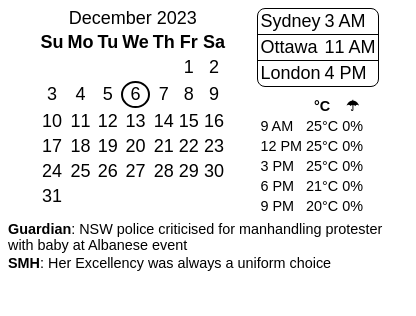 December 2023
Su Mo Tu We Th Fr Sa
1 2
3 4 5 6 7 8 9
10 11 12 13 14 15 16
17 18 19 20 21 22 23
24 25 26 27 28 29 30
31
Sydney 3 AM
Ottawa 11 AM
London 4 PM
°C ☂
9 AM 25°C 0%
12 PM 25°C 0%
3 PM 25°C 0%
6 PM 21°C 0%
9 PM 20°C 0%
Guardian: NSW police criticised for manhandling protester
with baby at Albanese event
SMH: Her Excellency was always a uniform choice